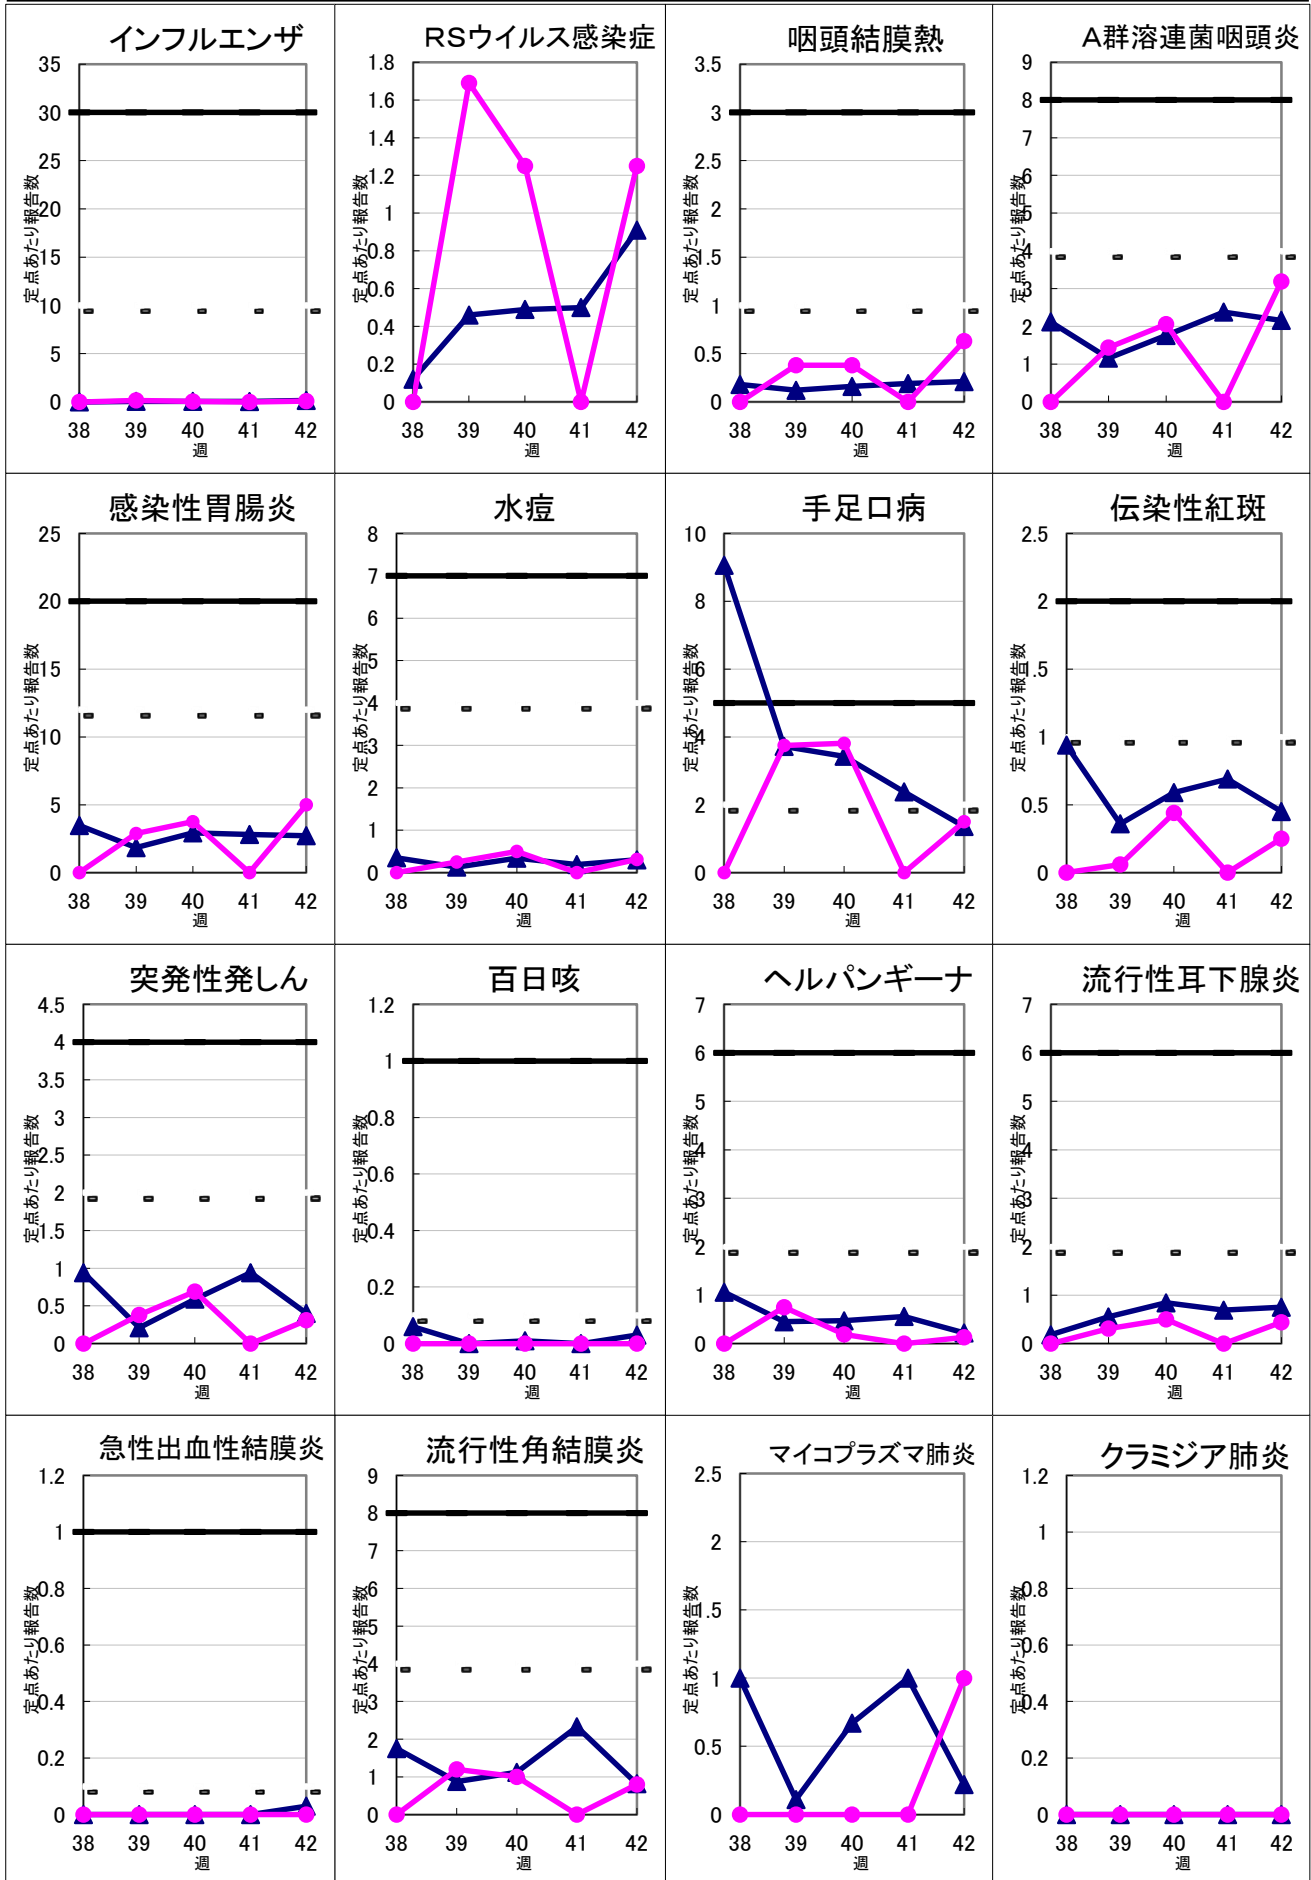 インフルエンザ
35
30
25
20
15
10
5
0
定点あたり報告数
38 39 40 41 42
週
RSウイルス感染症
1.8
1.6
1.4
1.2
1
0.8
0.6
0.4
0.2
0
定点あたり報告数
38 39 40 41 42
週
咽頭結膜熱
3.5
3
2.5
2
1.5
1
0.5
0
定点あたり報告数
38 39 40 41 42
週
A群溶連菌咽頭炎
9
8
7
6
5
4
3
2
1
0
定点あたり報告数
38 39 40 41 42
週
感染性胃腸炎
25
20
15
10
5
0
定点あたり報告数
38 39 40 41 42
週
水痘
8
7
6
5
4
3
2
1
0
定点あたり報告数
38 39 40 41 42
週
手足口病
10
8
6
4
2
0
定点あたり報告数
38 39 40 41 42
週
伝染性紅斑
2.5
2
1.5
1
0.5
0
定点あたり報告数
38 39 40 41 42
週
突発性発しん
4.5
4
3.5
3
2.5
2
1.5
1
0.5
0
定点あたり報告数
38 39 40 41 42
週
百日咳
1.2
1
0.8
0.6
0.4
0.2
0
定点あたり報告数
38 39 40 41 42
週
ヘルパンギーナ
7
6
5
4
3
2
1
0
定点あたり報告数
38 39 40 41 42
週
流行性耳下腺炎
7
6
5
4
3
2
1
0
定点あたり報告数
38 39 40 41 42
週
急性出血性結膜炎
1.2
1
0.8
0.6
0.4
0.2
0
定点あたり報告数
38 39 40 41 42
週
流行性角結膜炎
9
8
7
6
5
4
3
2
1
0
定点あたり報告数
38 39 40 41 42
週
マイコプラズマ肺炎
2.5
2
1.5
1
0.5
0
定点あたり報告数
38 39 40 41 42
週
クラミジア肺炎
1.2
1
0.8
0.6
0.4
0.2
0
定点あたり報告数
38 39 40 41 42
週